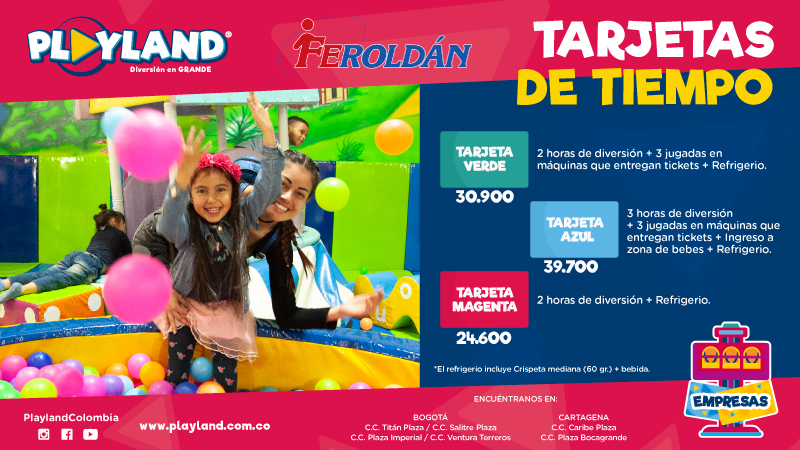 PLAYLAND®
Diversión en GRANDE
FEROLDÁN
TARJETAS
DE TIEMPO
TARJETA
VERDE
30.900
2 horas de diversión + 3 jugadas en
máquinas que entregan tickets + Refrigerio.
TARJETA
AZUL
39.700
3 horas de diversión
+ 3 jugadas en máquinas que
entregan tickets + Ingreso a
zona de bebes + Refrigerio.
TARJETA
MAGENTA
24.600
2 horas de diversión + Refrigerio.
*El refrigerio incluye Crispeta mediana (60 gr.) + bebida.
EMPRESAS
PlaylandColombia
www.playland.com.co
ENCUÉNTRANOS EN:
BOGOTÁ
C.C. Titán Plaza / C.C. Salitre Plaza
C.C. Plaza Imperial / C.C. Ventura Terreros
CARTAGENA
C.C. Caribe Plaza
C.C. Plaza Bocagrande